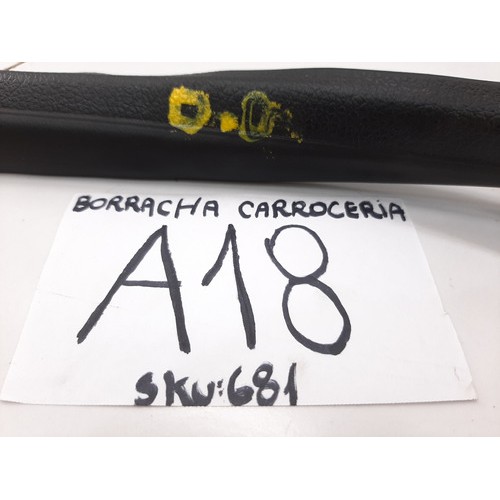 D.D.
BORRACHA CARROCERIA
A18
SKU:681